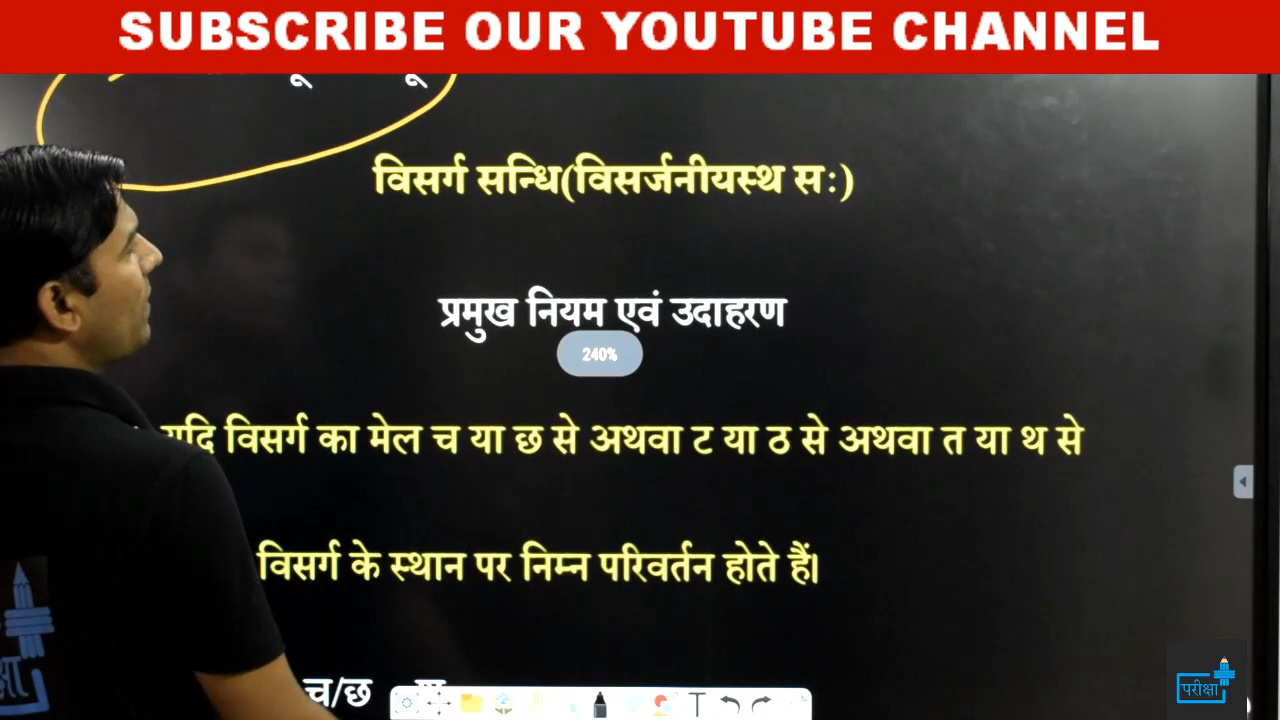 SUBSCRIBE OUR YOUTUBE CHANNEL
विसर्ग सन्धि(विसर्जनीयस्थ सः)
प्रमुख नियम एवं उदाहरण
240%
यदि विसर्ग का मेल च या छ से अथवा ट या ठ से अथवा त या थ से
विसर्ग के स्थान पर निम्न परिवर्तन होते हैं।
च/छ
T
परीक्षा